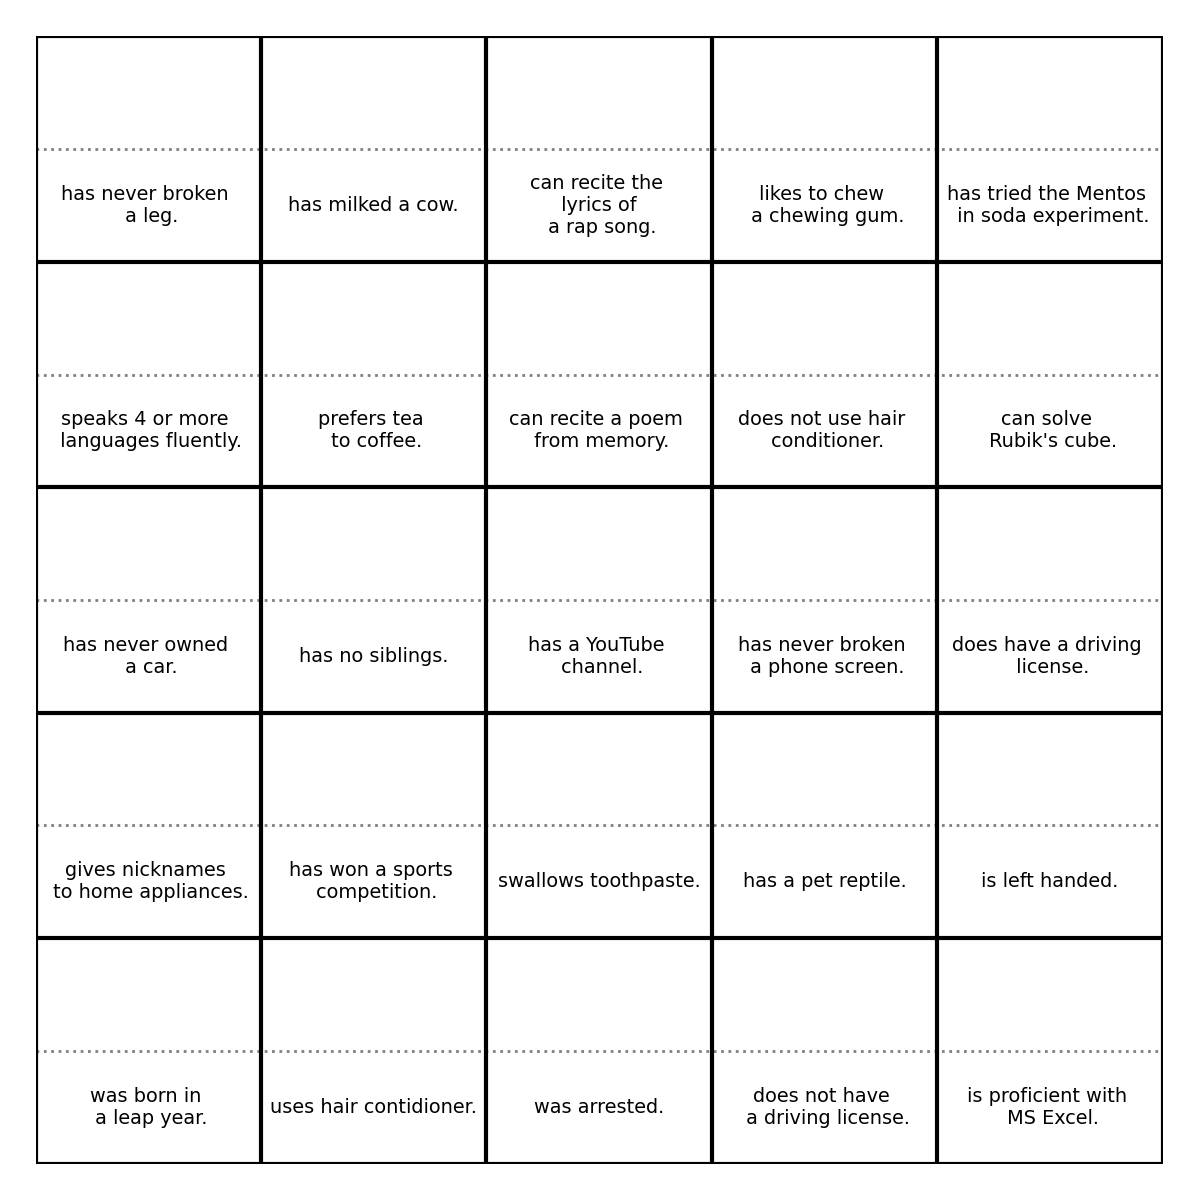 has never broken
a leg.
has milked a cow.
can recite the
lyrics of
a rap song.
likes to chew
a chewing gum.
has tried the Mentos
in soda experiment.
speaks 4 or more
languages fluently.
prefers tea
to coffee.
can recite a poem
from memory.
does not use hair
conditioner.
can solve
Rubik's cube.
has never owned
a car.
has no siblings.
has a YouTube
channel.
has never broken
a phone screen.
does have a driving
license.
gives nicknames
to home appliances.
has won a sports
competition.
swallows toothpaste.
has a pet reptile.
is left handed.
was born in
a leap year.
uses hair contidioner.
was arrested.
does not have
a driving license.
is proficient with
MS Excel.